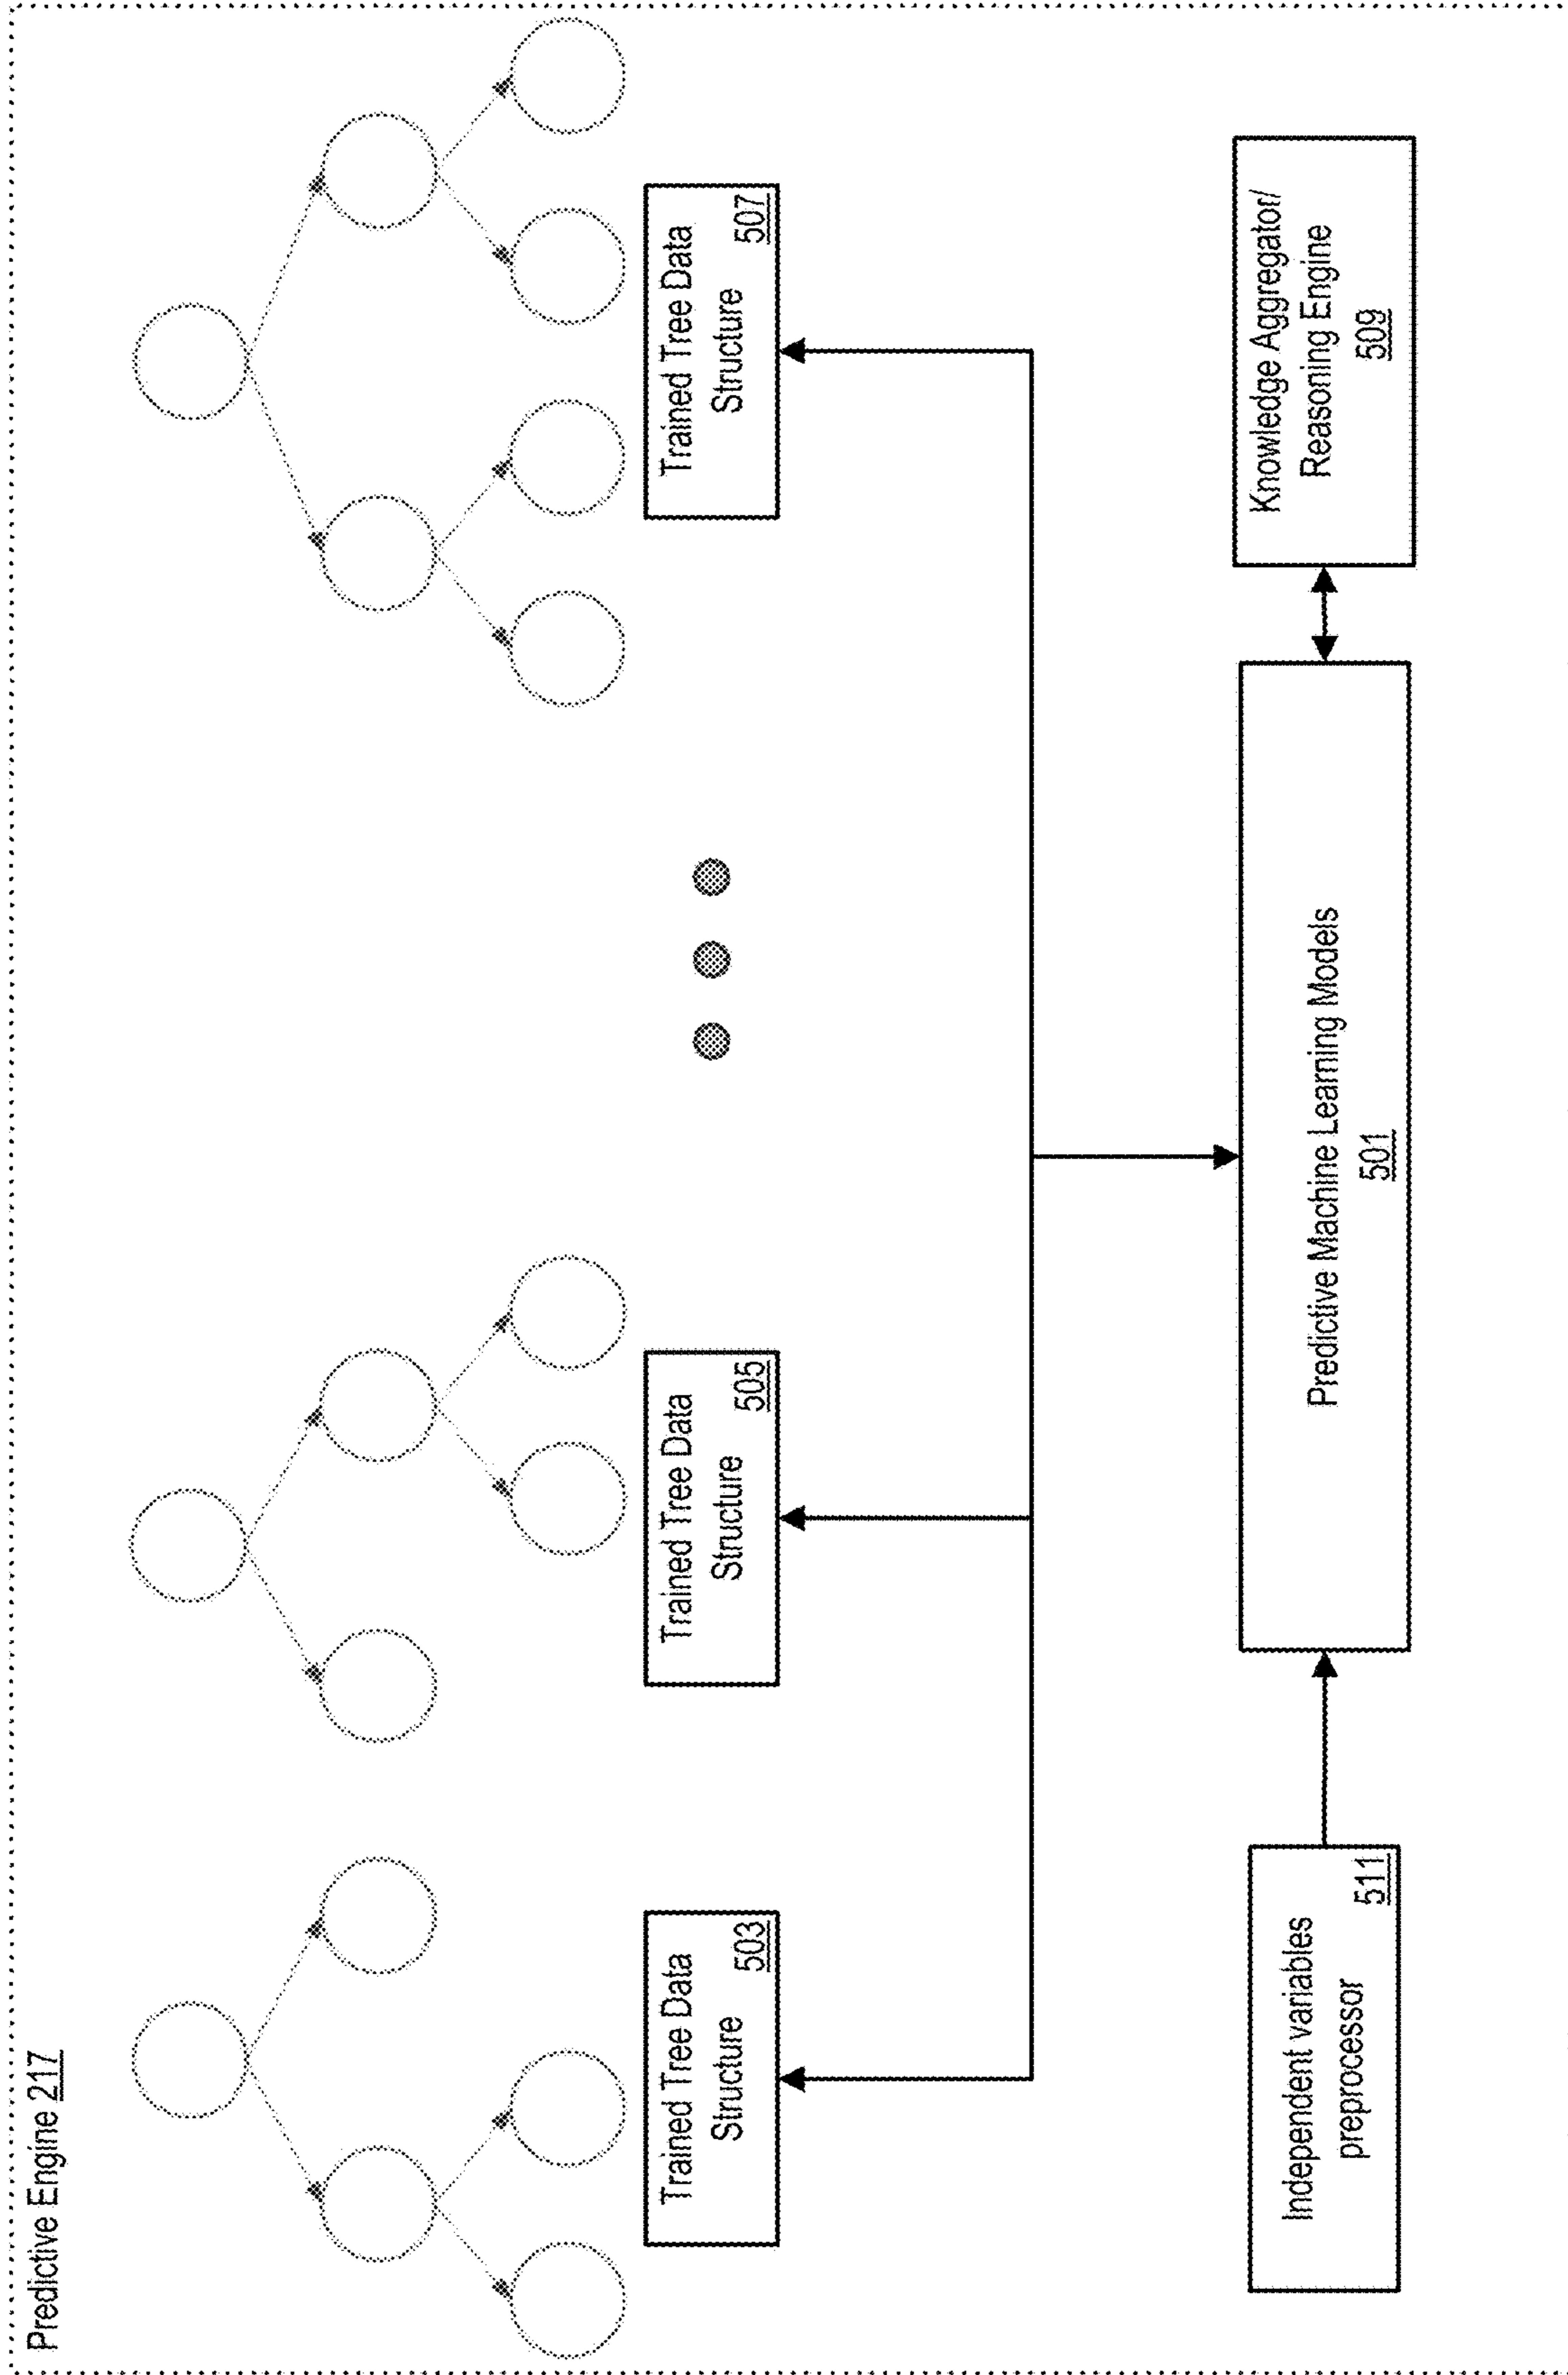 Predictive Engine 217
Trained Tree Data
Structure
503
Trained Tree Data
Structure
505
Trained Tree Data
Structure
507
Independent variables
preprocessor
511
Predictive Machine Learning Models
501
Knowledge Aggregator/
Reasoning Engine
509